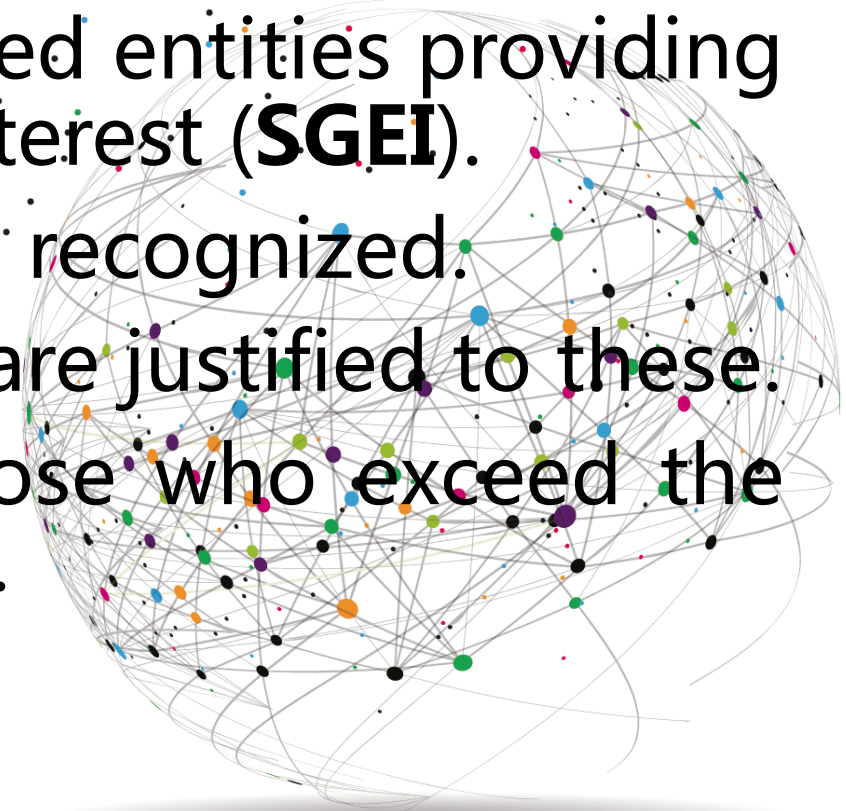 ed entities providing
terest (SGEI).
recognized.
are justified to these.
ose who exceed the
.